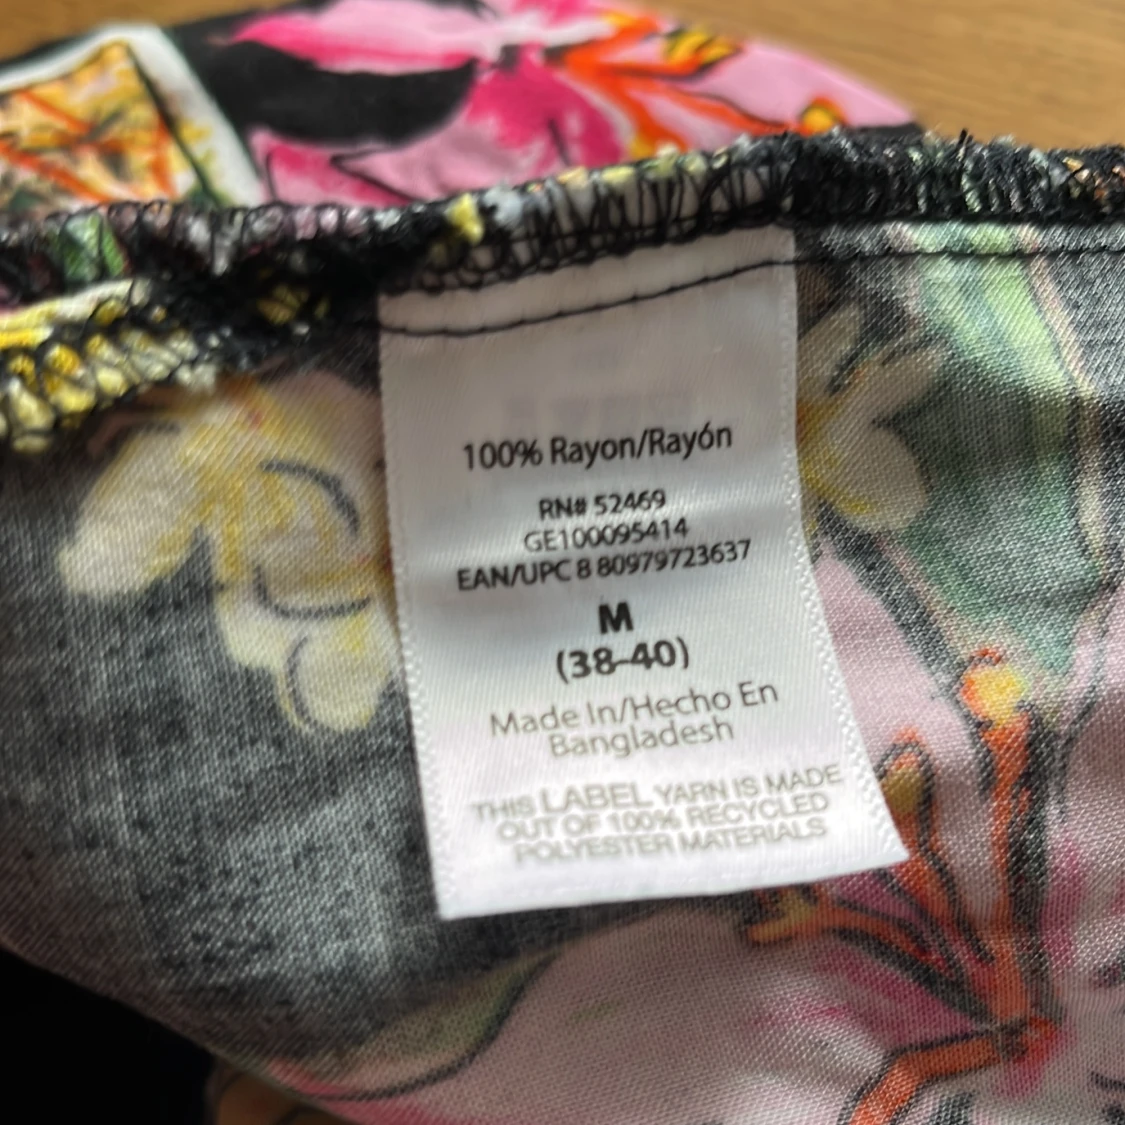 100% Rayon/Rayón
RN# 52469
GE100095414
EAN/UPC 8 80979723637
M
(38-40)
Made In/Hecho En
Bangladesh
THIS LABEL YARN IS MADE
OUT OF 100% RECYCLED
POLYESTER MATERIALS